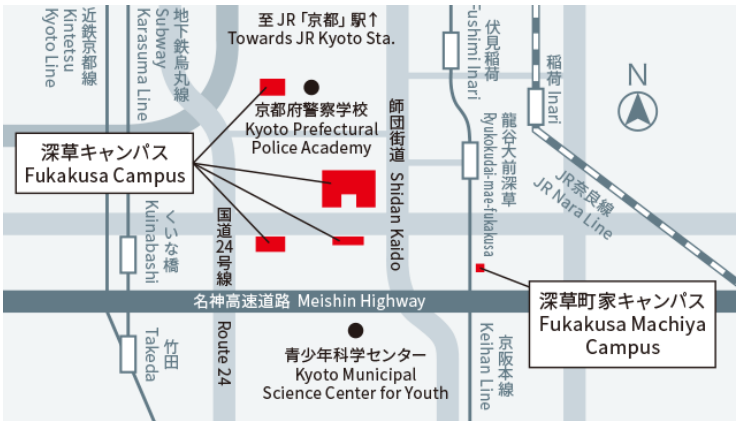 近鉄京都線
Kintetsu
Kyoto Line
地下鉄烏丸線
Subway
Karasuma Line
至 JR「京都」駅↑
Towards JR Kyoto Sta.
伏見稲荷
Fushimi Inari
稲荷 Inari
N
京都府警察学校
Kyoto Prefectural
Police Academy
師団街道 Shidan Kaido
龍谷大前深草
Ryukokudai-mae-fukakusa
JR奈良線
JR Nara Line
深草キャンパス
Fukakusa Campus
くいな橋
Kuinabashi
国道24号線
Route 24
名神高速道路 Meishin Highway
深草町家キャンパス
Fukakusa Machiya
Campus
竹田
Takeda
青少年科学センター
Kyoto Municipal
Science Center for Youth
京阪本線
Keihan Line